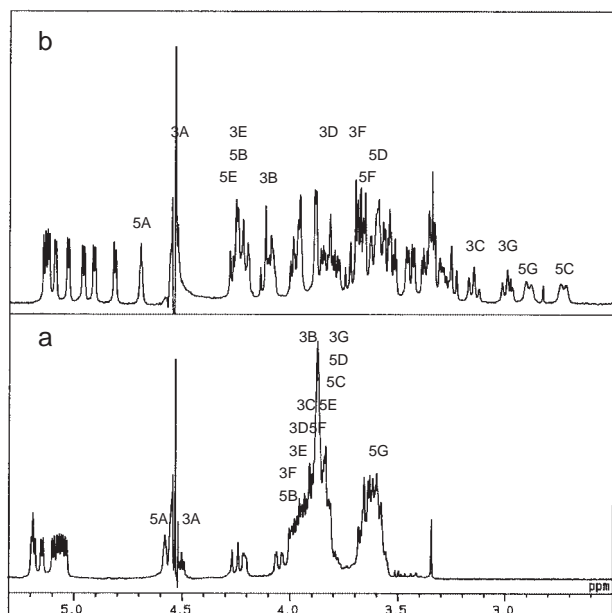 b
3A 3E 3D 3F
5B 5D
5E 3B 5F
5A 3C 3G
5G 5C
a
3B 3G
5D
5C
3C 5E
3D 5F
3E 5G
3F
5A 3A 5B
ppm
5.0 4.5 4.0 3.5 3.0